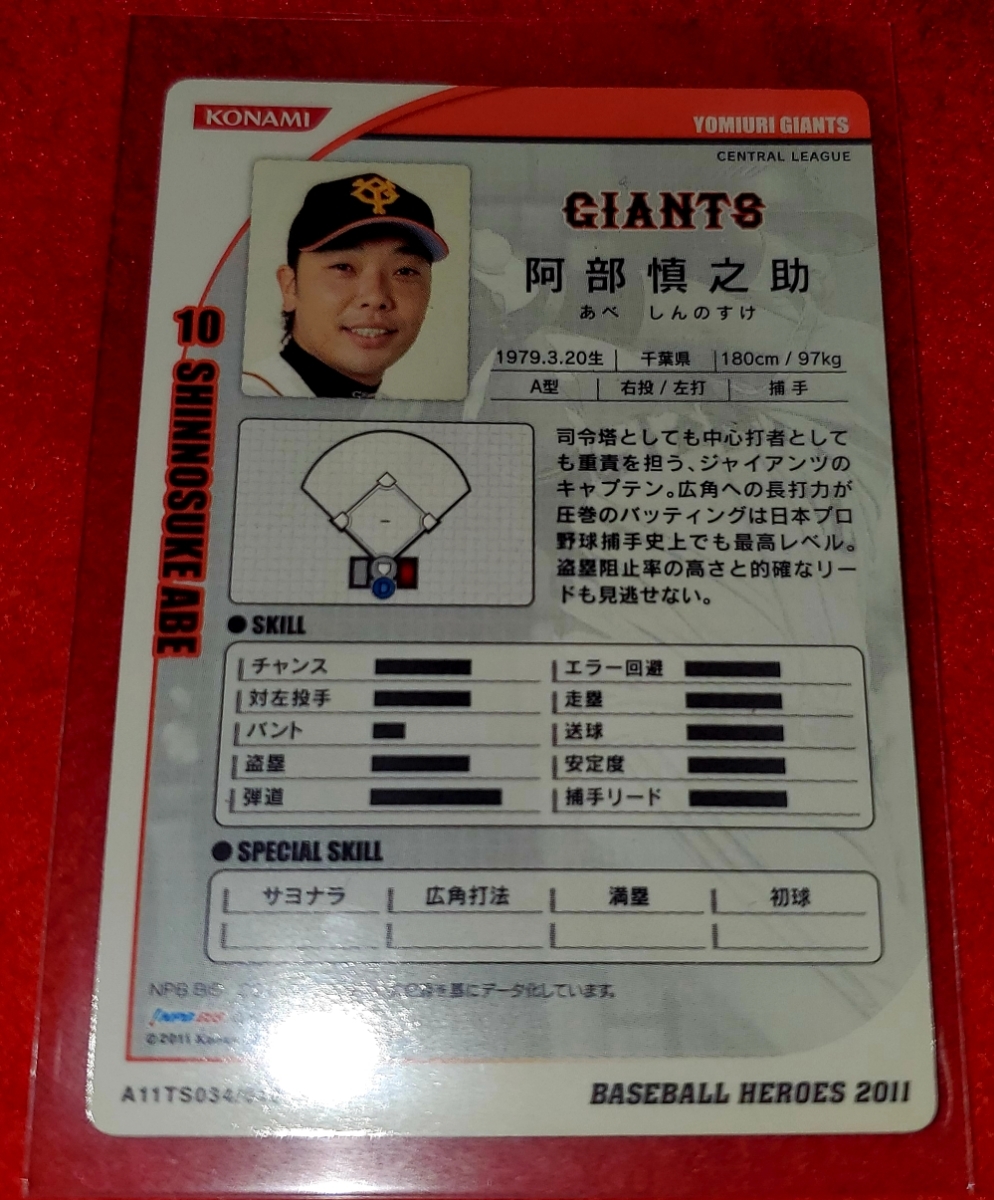 KONAMI
YOMIURI GIANTS
CENTRAL LEAGUE
GIANTS
阿部慎之助
あべ しんのすけ
1979.3.20生 千葉県 180cm / 97kg
A型 右投 / 左打 捕手
10 SHINNOSUKE ABE
司令塔としても中心打者として
も重責を担う、ジャイアンツの
キャプテン。広角への長打力が
圧巻のバッティングは日本プロ
野球捕手史上でも最高レベル。
盗塁阻止率の高さと的確なリー
ドも見逃せない。
D
● SKILL
チャンス エラー回避
対左投手 走塁
バント 送球
盗塁 安定度
弾道 捕手リード
● SPECIAL SKILL
サヨナラ 広角打法 満塁 初球
NPB BIS を基にデータ化しています。
NPB BIS
©2011
A11TS034/
BASEBALL HEROES 2011